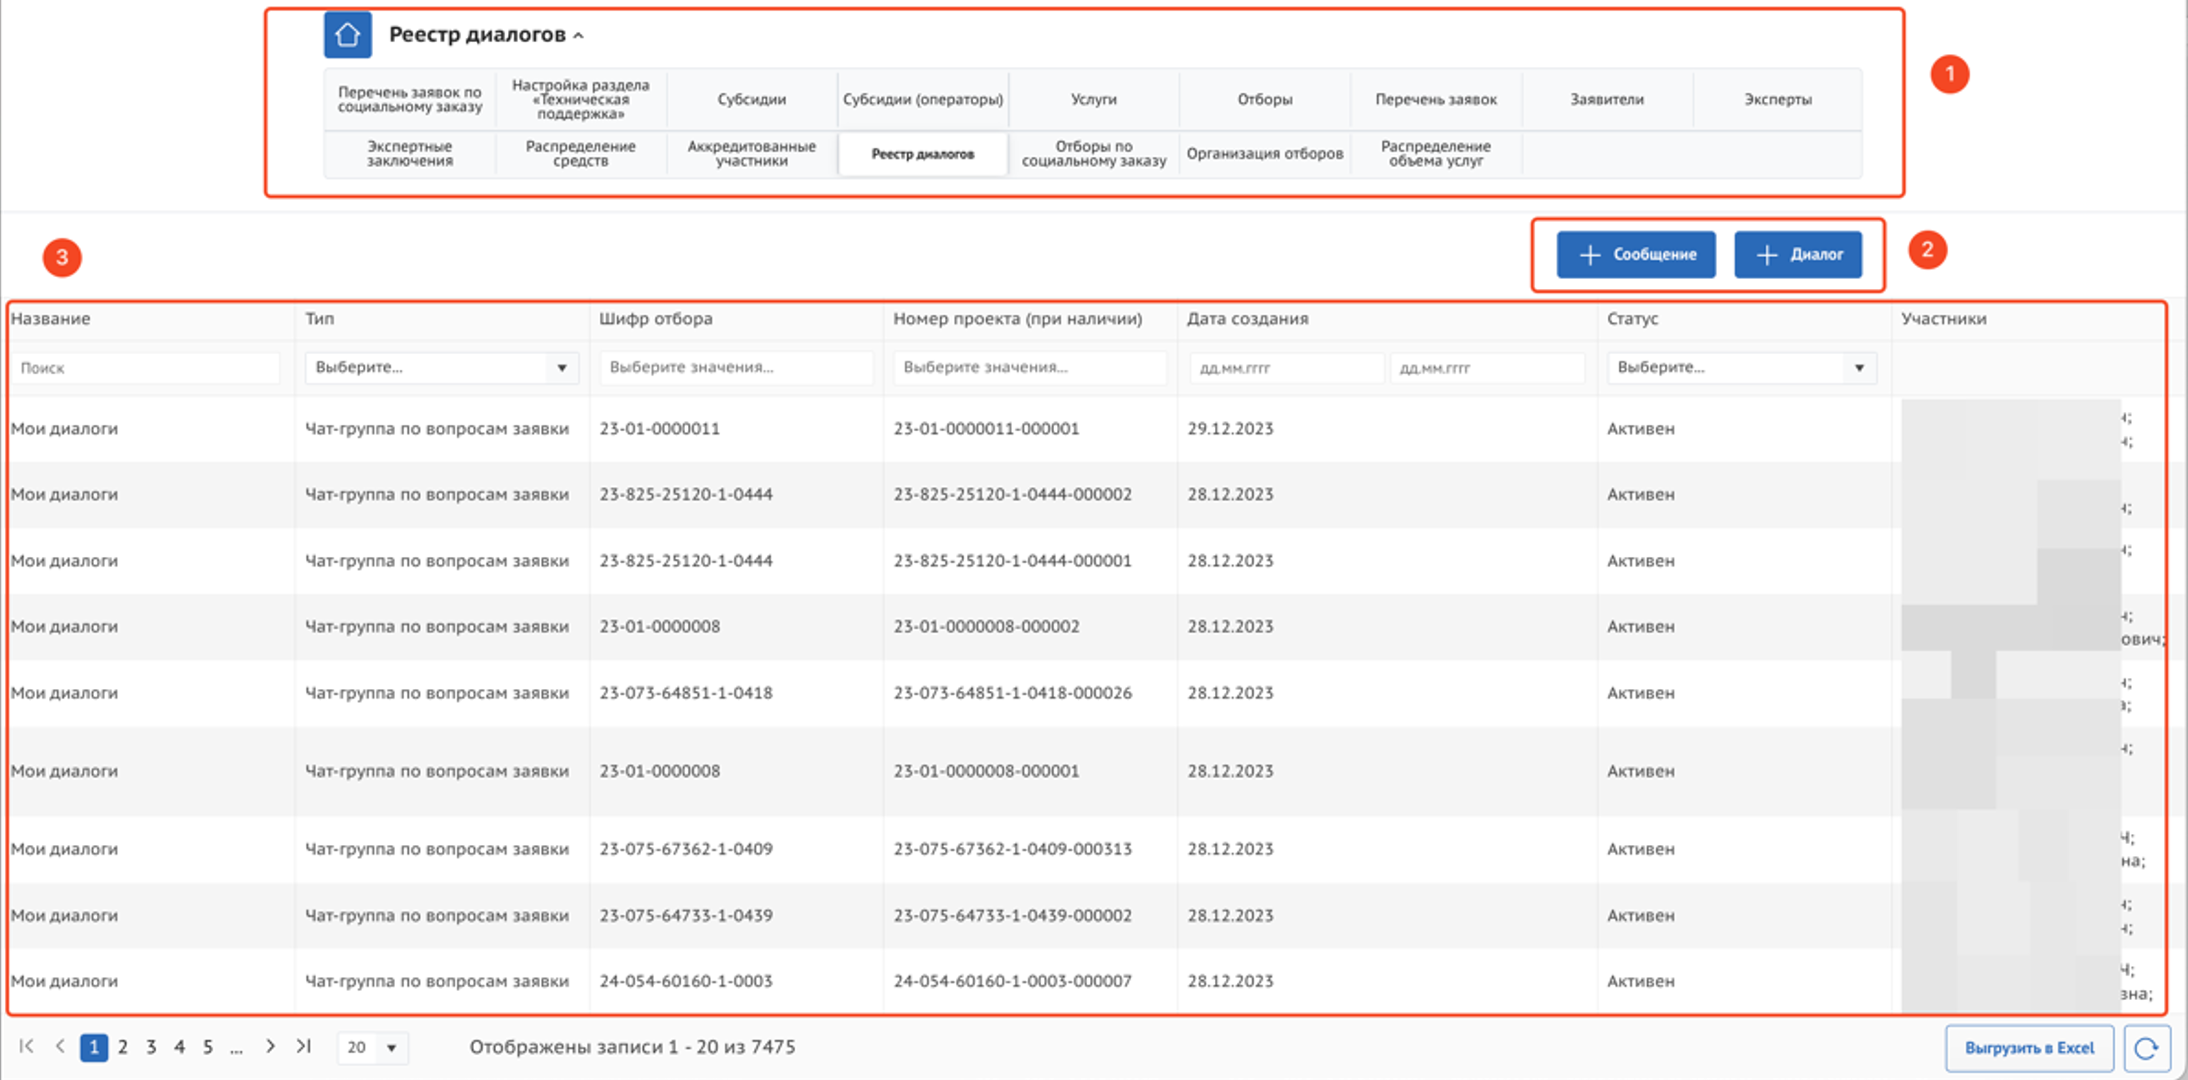 Реестр диалогов
1
Перечень заявок по социальному заказу
Настройка раздела «Техническая поддержка»
Субсидии
Субсидии (операторы)
Услуги
Отборы
Перечень заявок
Заявители
Эксперты
Экспертные заключения
Распределение средств
Аккредитованные участники
Реестр диалогов
Отборы по социальному заказу
Организация отборов
Распределение объема услуг
3
Сообщение
Диалог
2
Название Тип Шифр отбора Номер проекта (при наличии) Дата создания Статус Участники
Поиск Выберите... Выберите значения... Выберите значения... дд.мм.гггг дд.мм.гггг Выберите...
Мои диалоги Чат-группа по вопросам заявки 23-01-0000011 23-01-0000011-000001 29.12.2023 Активен
Мои диалоги Чат-группа по вопросам заявки 23-825-25120-1-0444 23-825-25120-1-0444-000002 28.12.2023 Активен
Мои диалоги Чат-группа по вопросам заявки 23-825-25120-1-0444 23-825-25120-1-0444-000001 28.12.2023 Активен
Мои диалоги Чат-группа по вопросам заявки 23-01-0000008 23-01-0000008-000002 28.12.2023 Активен
Мои диалоги Чат-группа по вопросам заявки 23-073-64851-1-0418 23-073-64851-1-0418-000026 28.12.2023 Активен
Мои диалоги Чат-группа по вопросам заявки 23-01-0000008 23-01-0000008-000001 28.12.2023 Активен
Мои диалоги Чат-группа по вопросам заявки 23-075-67362-1-0409 23-075-67362-1-0409-000313 28.12.2023 Активен
Мои диалоги Чат-группа по вопросам заявки 23-075-64733-1-0439 23-075-64733-1-0439-000002 28.12.2023 Активен
Мои диалоги Чат-группа по вопросам заявки 24-054-60160-1-0003 24-054-60160-1-0003-000007 28.12.2023 Активен
1 2 3 4 5 ... 20 Отображены записи 1 - 20 из 7475 Выгрузить в Excel